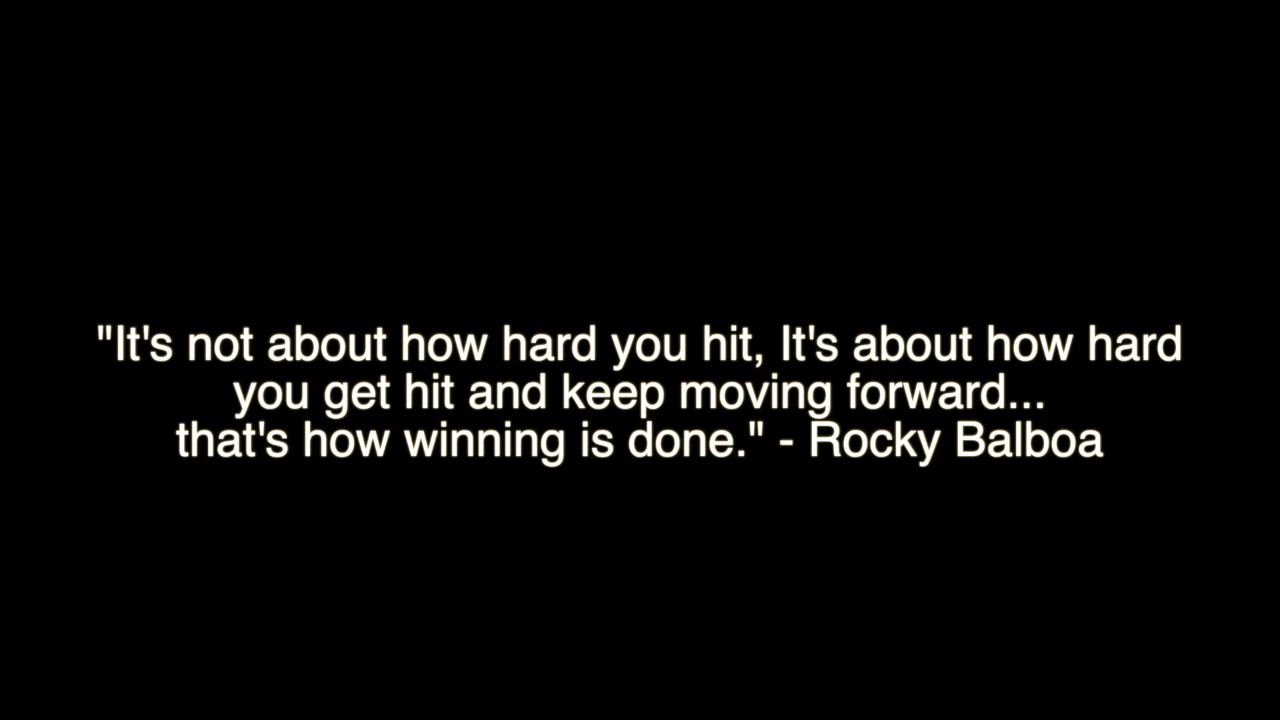 "It's not about how hard you hit, It's about how hard
you get hit and keep moving forward...
that's how winning is done." - Rocky Balboa